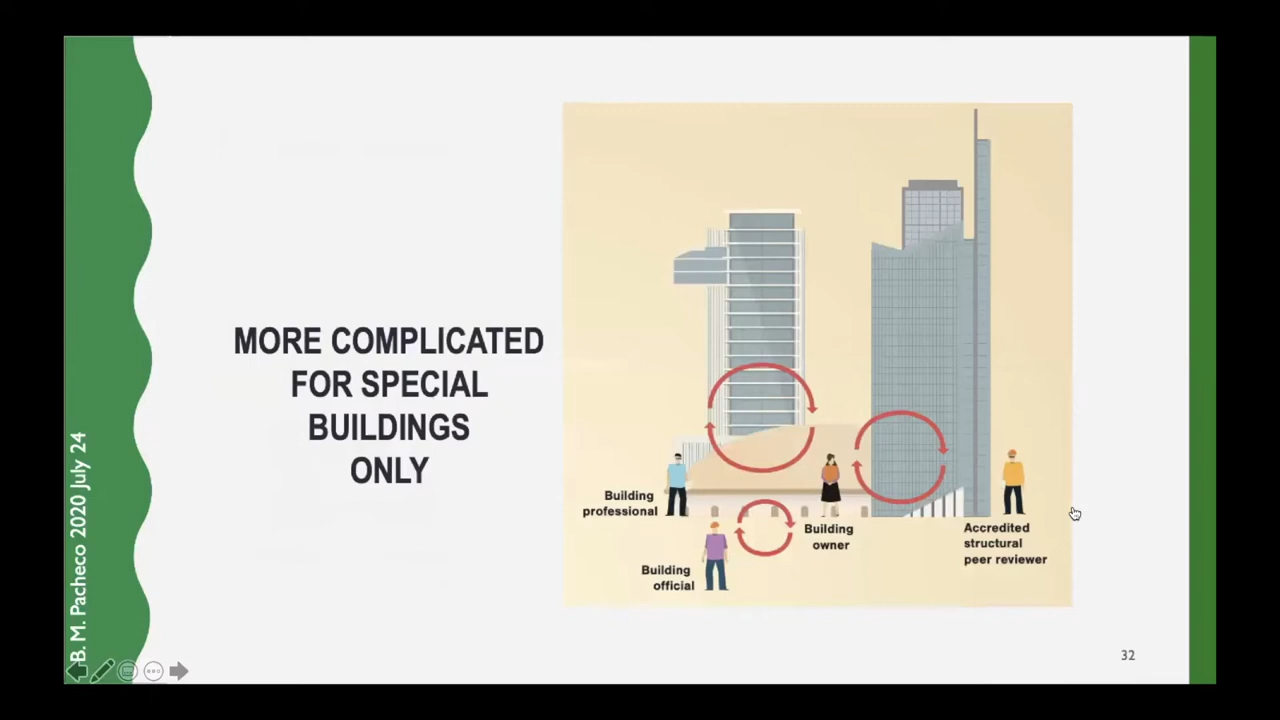 MORE COMPLICATED
FOR SPECIAL
BUILDINGS
ONLY
Building
professional
Building
official
Building
owner
Accredited
structural
peer reviewer
B. M. Pacheco 2020 July 24
32